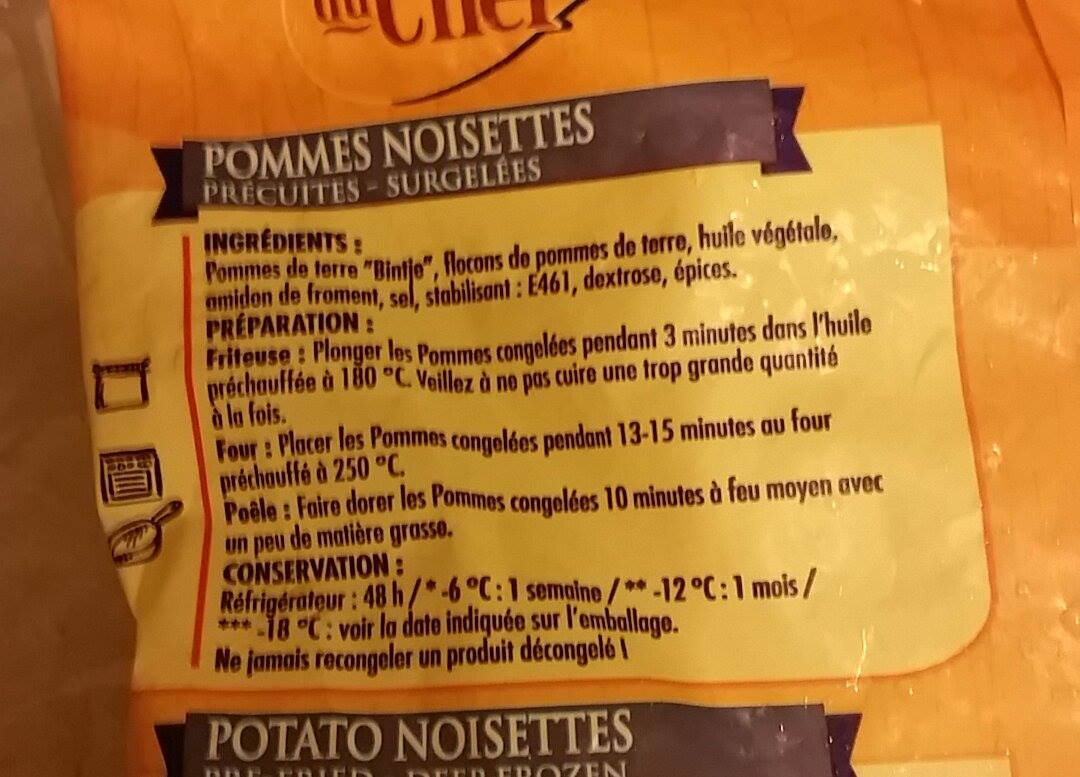 du Chef
POMMES NOISETTES
PRÉCUITES - SURGELÉES
INGRÉDIENTS :
Pommes de terre "Bintje", flocons de pommes de terre, huile végétale,
amidon de froment, sel, stabilisant : E461, dextrose, épices.
PRÉPARATION :
Friteuse : Plonger les Pommes congelées pendant 3 minutes dans l'huile
préchauffée à 180 °C. Veillez à ne pas cuire une trop grande quantité
à la fois.
Four : Placer les Pommes congelées pendant 13-15 minutes au four
préchauffé à 250 °C.
Poêle : Faire dorer les Pommes congelées 10 minutes à feu moyen avec
un peu de matière grasse.
CONSERVATION :
Réfrigérateur : 48 h / * -6 °C : 1 semaine / ** -12 °C : 1 mois /
*** -18 °C : voir la date indiquée sur l'emballage.
Ne jamais recongeler un produit décongelé !
POTATO NOISETTES
PRE-FRIED - DEEP FROZEN